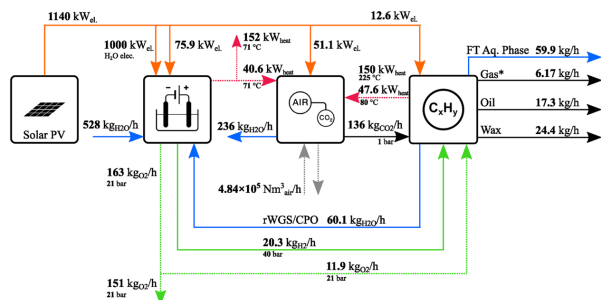 1140 kWel.
12.6 kWel.
1000 kWel.
H2O elec.
75.9 kWel.
152 kWheat
71 °C
51.1 kWel.
150 kWheat
225 °C
FT Aq. Phase 59.9 kg/h
40.6 kWheat
71 °C
47.6 kWheat
80 °C
Gas* 6.17 kg/h
− +
AIR
CO2
CxHy
Oil 17.3 kg/h
Solar PV
528 kgH2O/h
236 kgH2O/h
136 kgCO2/h
1 bar
Wax 24.4 kg/h
163 kgO2/h
21 bar
4.84×10^5 Nm^3air/h
rWGS/CPO 60.1 kgH2O/h
20.3 kgH2/h
40 bar
11.9 kgO2/h
21 bar
151 kgO2/h
21 bar